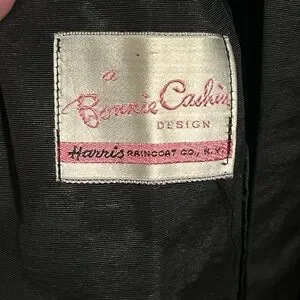 a
Bonnie Cashin
DESIGN
Harris RAINCOAT CO., N.Y.